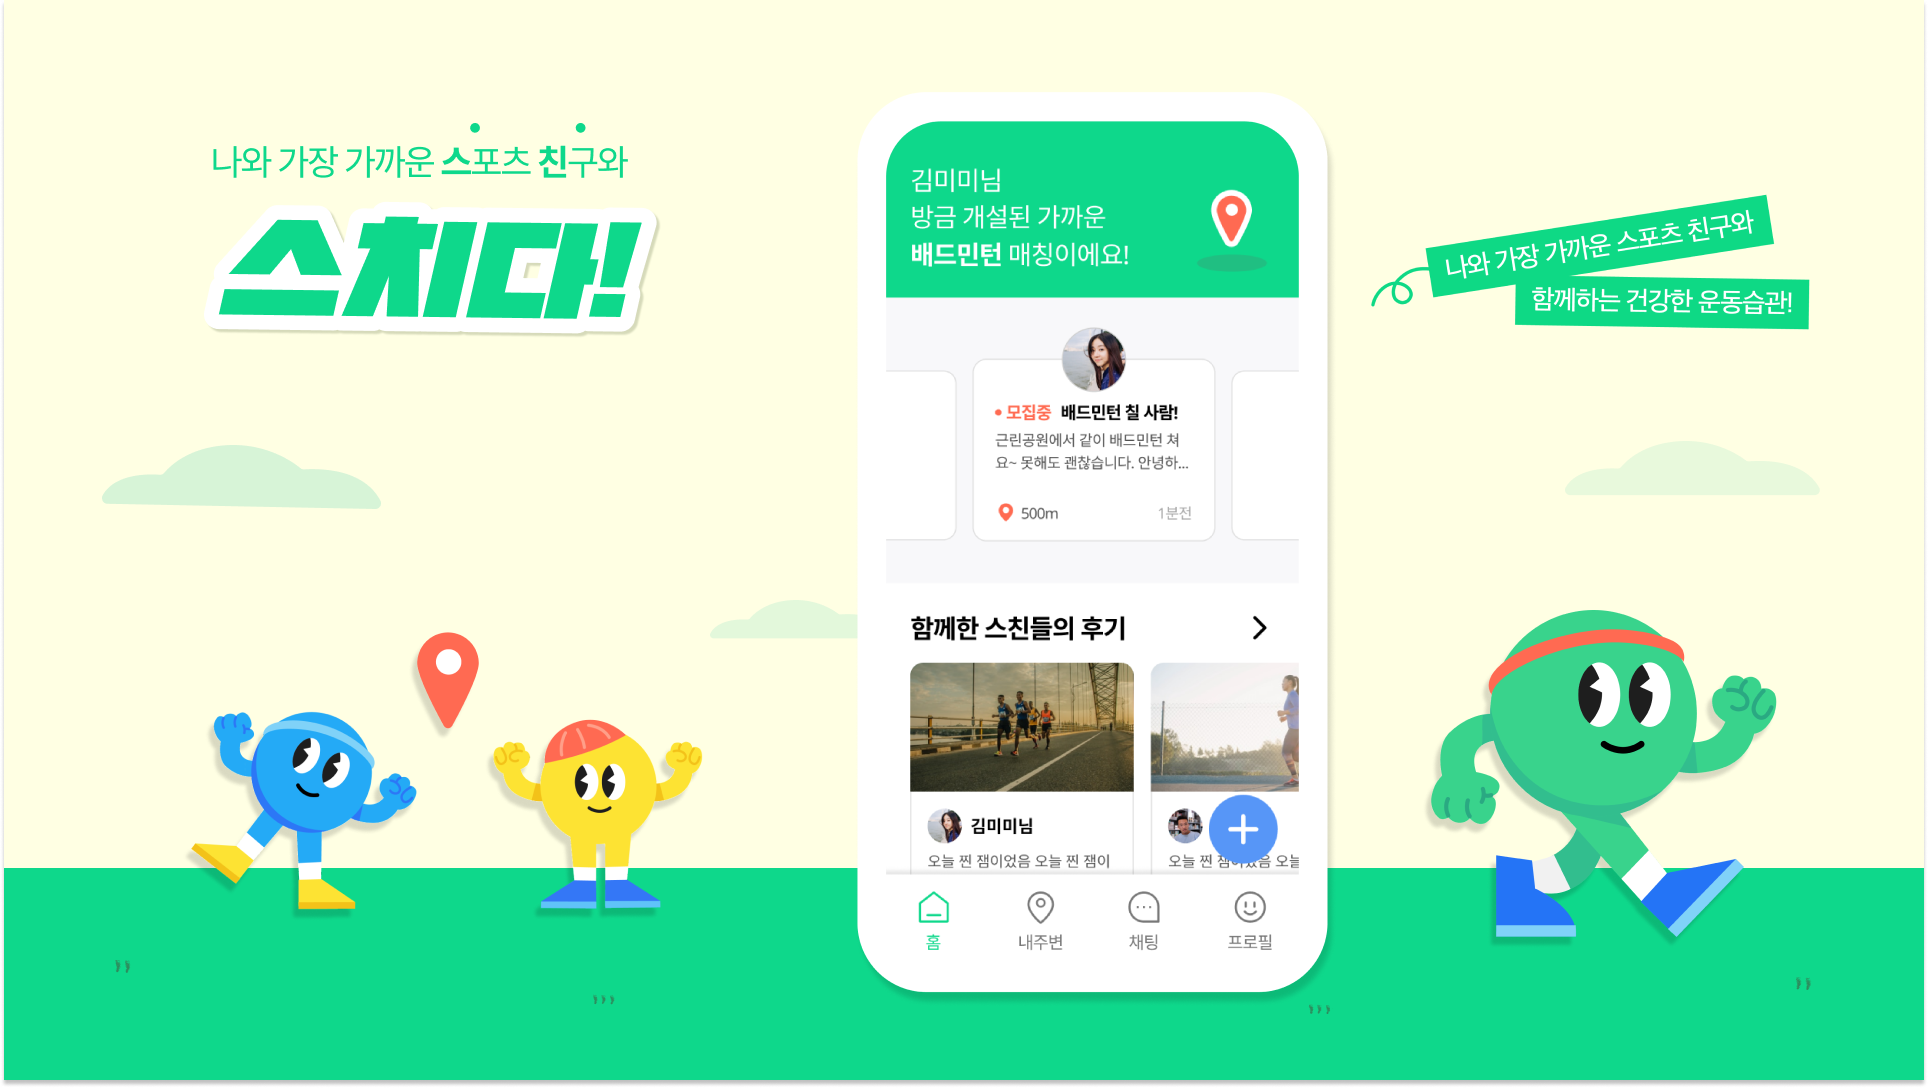 나와 가장 가까운 스포츠 친구와
스치다!
김미미님
방금 개설된 가까운
배드민턴 매칭이에요!
모집중 배드민턴 칠 사람!
근린공원에서 같이 배드민턴 쳐
요~ 못해도 괜찮습니다. 안녕하...
500m 1분전
함께한 스친들의 후기
김미미님
오늘 찐 잼이었음 오늘 찐 잼이
오늘 찐 오늘
홈 내주변 채팅 프로필
나와 가장 가까운 스포츠 친구와
함께하는 건강한 운동습관!